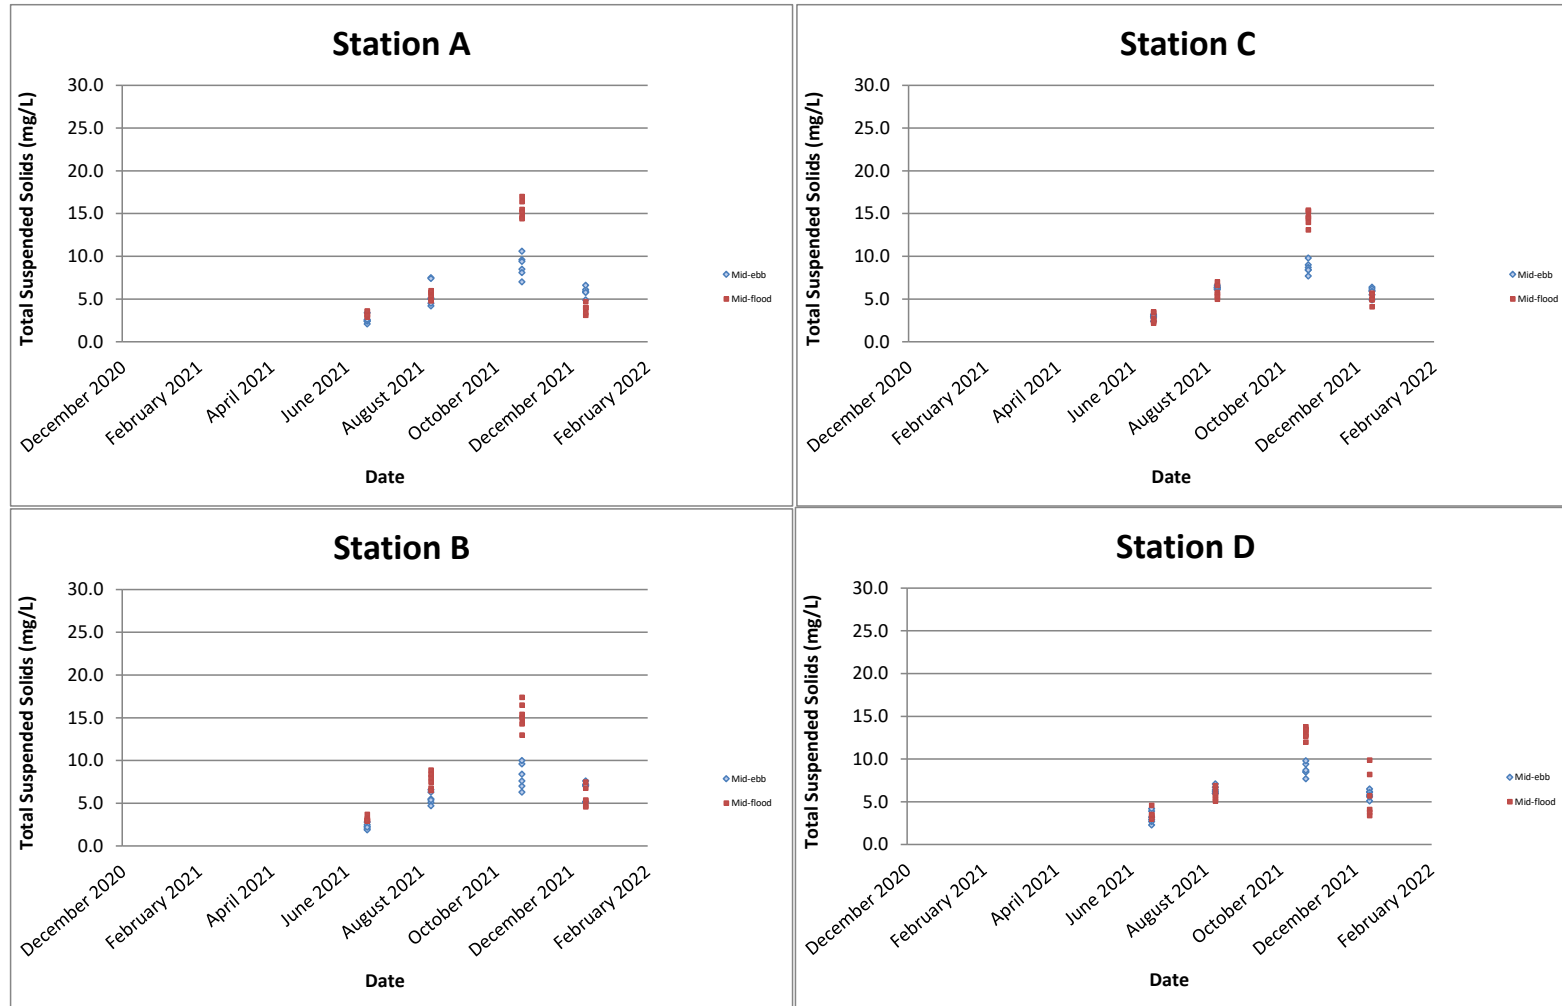 Station A
Total Suspended Solids (mg/L)
30.0
25.0
20.0
15.0
10.0
5.0
0.0
December 2020
February 2021
April 2021
June 2021
August 2021
October 2021
December 2021
February 2022
Date
Mid-ebb
Mid-flood
Station C
Total Suspended Solids (mg/L)
30.0
25.0
20.0
15.0
10.0
5.0
0.0
December 2020
February 2021
April 2021
June 2021
August 2021
October 2021
December 2021
February 2022
Date
Mid-ebb
Mid-flood
Station B
Total Suspended Solids (mg/L)
30.0
25.0
20.0
15.0
10.0
5.0
0.0
December 2020
February 2021
April 2021
June 2021
August 2021
October 2021
December 2021
February 2022
Date
Mid-ebb
Mid-flood
Station D
Total Suspended Solids (mg/L)
30.0
25.0
20.0
15.0
10.0
5.0
0.0
December 2020
February 2021
April 2021
June 2021
August 2021
October 2021
December 2021
February 2022
Date
Mid-ebb
Mid-flood